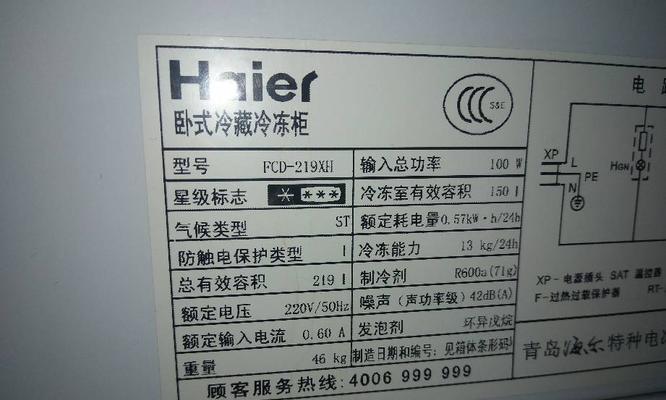 Haier
S&E
卧式冷藏冷冻柜
型号 FCD-219XH 输入总功率 100 W
星级标志 * *** 冷冻室有效容积 150 l
气候类型 ST 额定耗电量 0.57kW·h/24h
防触电保护类型 I 冷冻能力 13 kg/24h
总有效容积 219 l 制冷剂 R600a(71g)
额定电压 220V/50Hz 噪声(声功率级) 42dB(A)
额定输入电流 0.60 A 发泡剂 环异戊烷
重量 46 kg 制造日期和编号:见箱体条形码
顾客服务热线: 4006 999 999
电
XP L PE
N
HGN
XP-电源插头 SAT 温控器
F-过热过载保护器 RT-
青岛海尔特种电